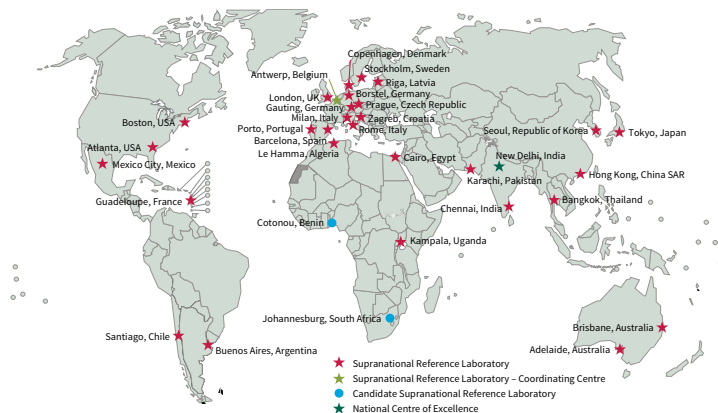 Copenhagen, Denmark
Stockholm, Sweden
Antwerp, Belgium
Riga, Latvia
London, UK
Borstel, Germany
Gauting, Germany
Prague, Czech Republic
Milan, Italy
Zagreb, Croatia
Boston, USA
Porto, Portugal
Rome, Italy
Seoul, Republic of Korea
Tokyo, Japan
Barcelona, Spain
Atlanta, USA
Le Hamma, Algeria
Cairo, Egypt
New Delhi, India
Mexico City, Mexico
Karachi, Pakistan
Hong Kong, China SAR
Guadeloupe, France
Chennai, India
Bangkok, Thailand
Cotonou, Benin
Kampala, Uganda
Johannesburg, South Africa
Brisbane, Australia
Santiago, Chile
Buenos Aires, Argentina
Adelaide, Australia
Supranational Reference Laboratory
Supranational Reference Laboratory – Coordinating Centre
Candidate Supranational Reference Laboratory
National Centre of Excellence